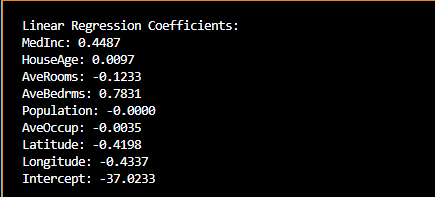 Linear Regression Coefficients:
MedInc: 0.4487
HouseAge: 0.0097
AveRooms: -0.1233
AveBedrms: 0.7831
Population: -0.0000
AveOccup: -0.0035
Latitude: -0.4198
Longitude: -0.4337
Intercept: -37.0233